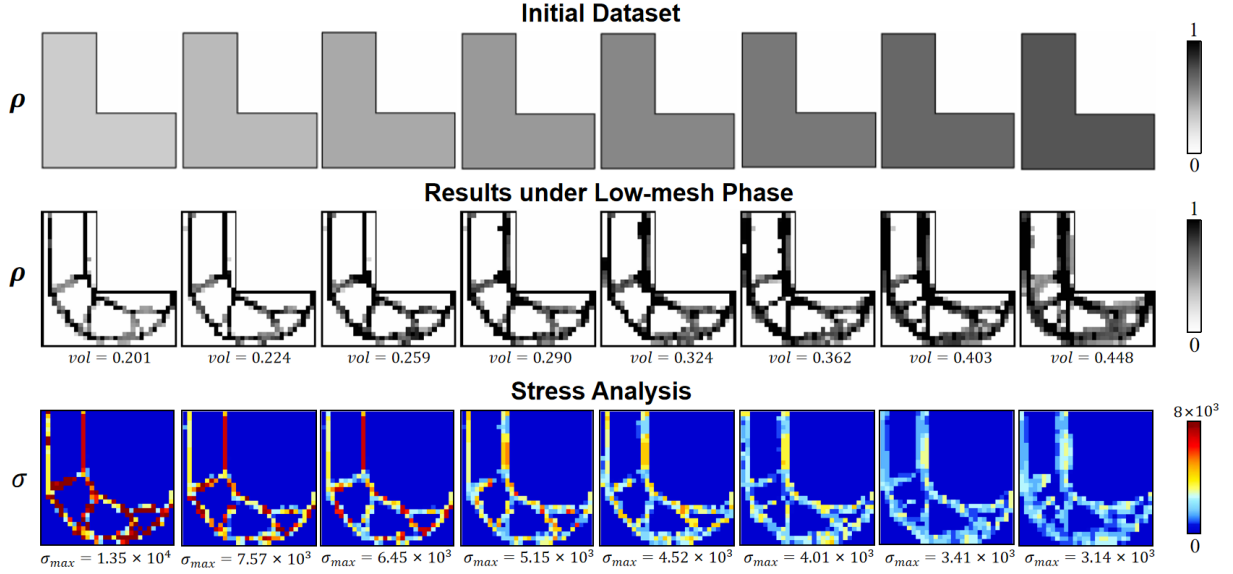 Initial Dataset
ρ
1
0
Results under Low-mesh Phase
ρ
1
0
vol = 0.201
vol = 0.224
vol = 0.259
vol = 0.290
vol = 0.324
vol = 0.362
vol = 0.403
vol = 0.448
Stress Analysis
8×10³
σ
0
σmax = 1.35 × 10⁴
σmax = 7.57 × 10³
σmax = 6.45 × 10³
σmax = 5.15 × 10³
σmax = 4.52 × 10³
σmax = 4.01 × 10³
σmax = 3.41 × 10³
σmax = 3.14 × 10³